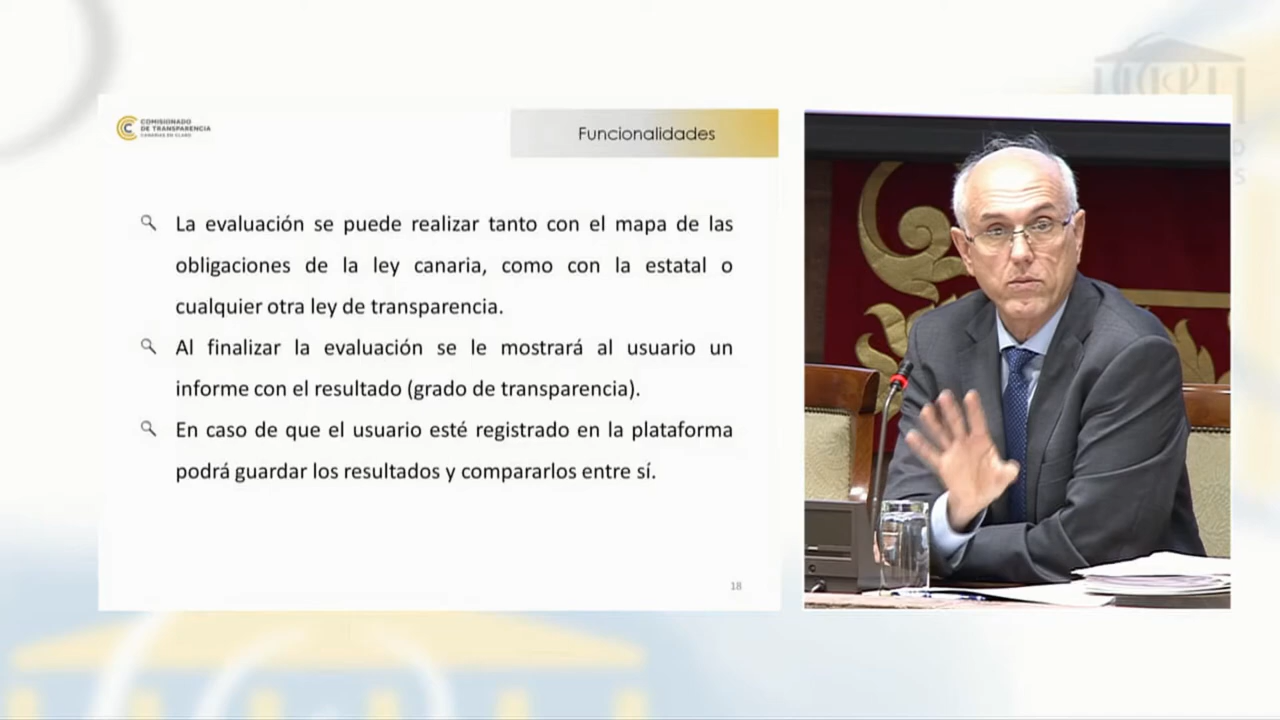 COMISIONADO
DE TRANSPARENCIA
CANARIAS EN CLARO
Funcionalidades
La evaluación se puede realizar tanto con el mapa de las
obligaciones de la ley canaria, como con la estatal o
cualquier otra ley de transparencia.
Al finalizar la evaluación se le mostrará al usuario un
informe con el resultado (grado de transparencia).
En caso de que el usuario esté registrado en la plataforma
podrá guardar los resultados y compararlos entre sí.
18